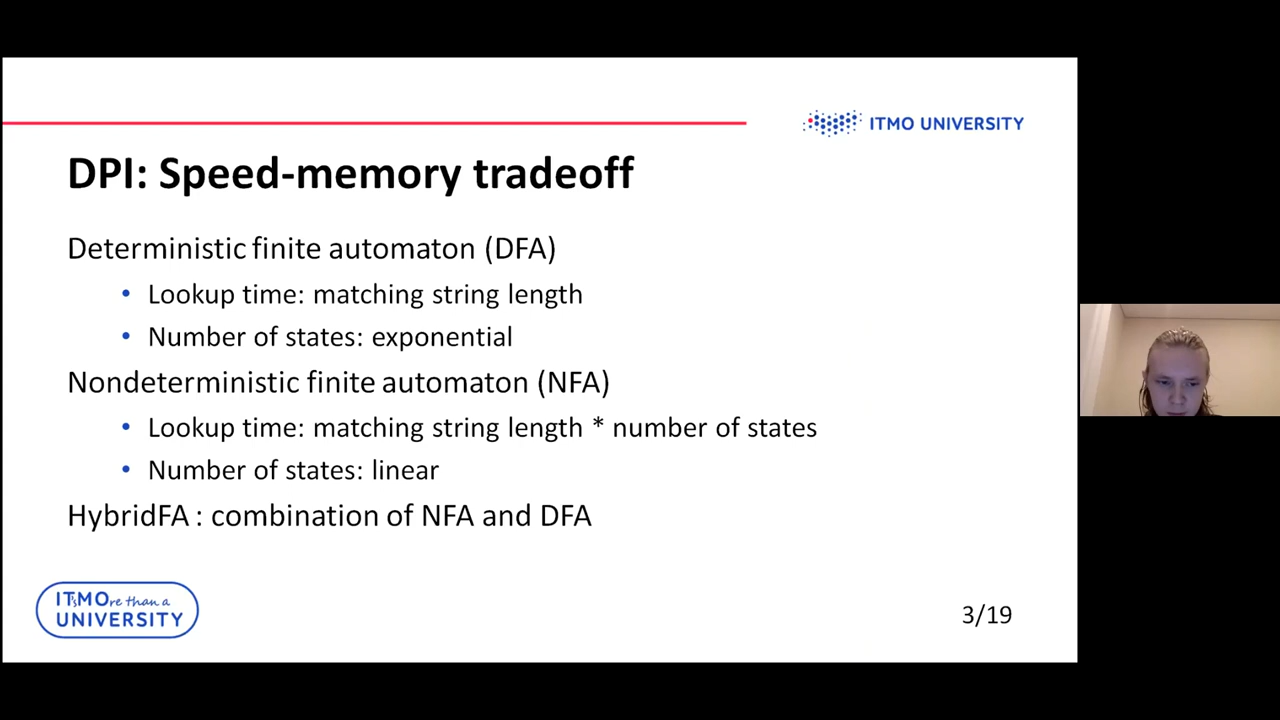 ITMO UNIVERSITY
DPI: Speed-memory tradeoff
Deterministic finite automaton (DFA)
• Lookup time: matching string length
• Number of states: exponential
Nondeterministic finite automaton (NFA)
• Lookup time: matching string length * number of states
• Number of states: linear
HybridFA : combination of NFA and DFA
IT'sMOre than a
UNIVERSITY
3/19